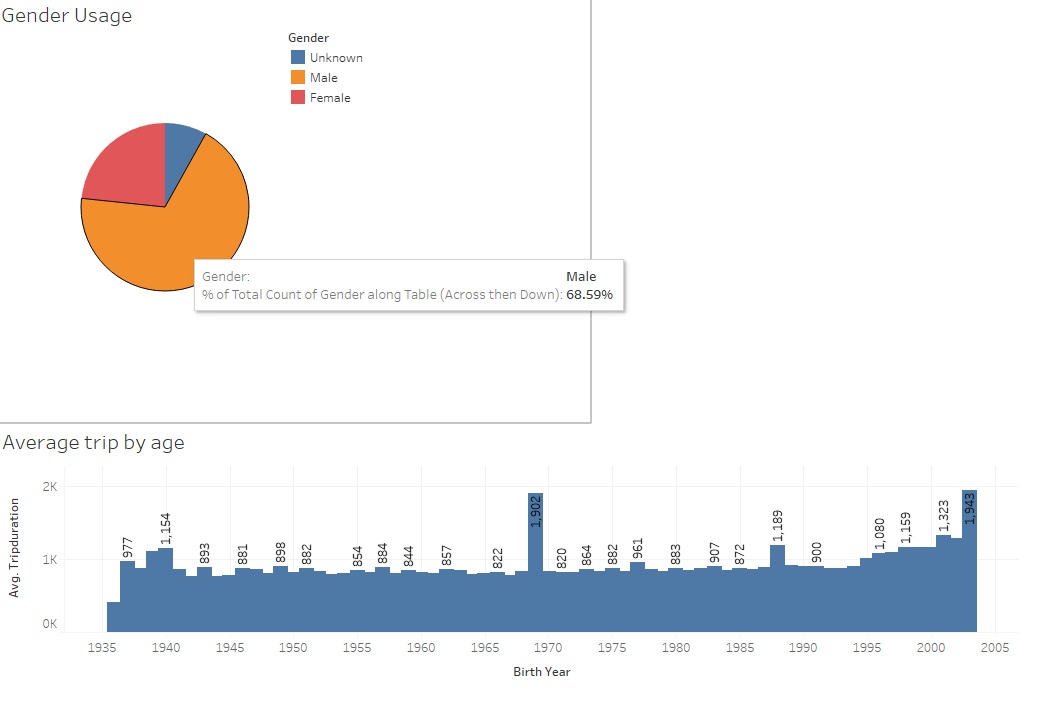 Gender Usage
Gender
Unknown
Male
Female
Gender: Male
% of Total Count of Gender along Table (Across then Down): 68.59%
Average trip by age
Avg. Tripduration
2K
1K
0K
977
1,154
893
881
898
882
854
884
844
857
822
1,902
820
864
882
961
883
907
872
1,189
900
1,080
1,159
1,323
1,943
1935 1940 1945 1950 1955 1960 1965 1970 1975 1980 1985 1990 1995 2000 2005
Birth Year